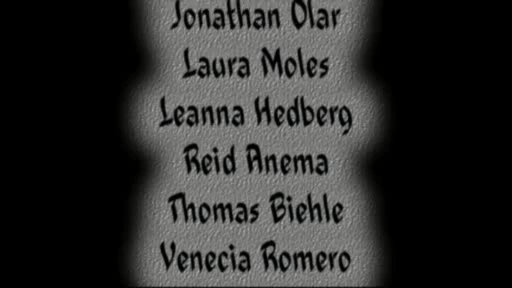 Jonathan Olar
Laura Moles
Leanna Hedberg
Reid Anema
Thomas Biehle
Venecia Romero